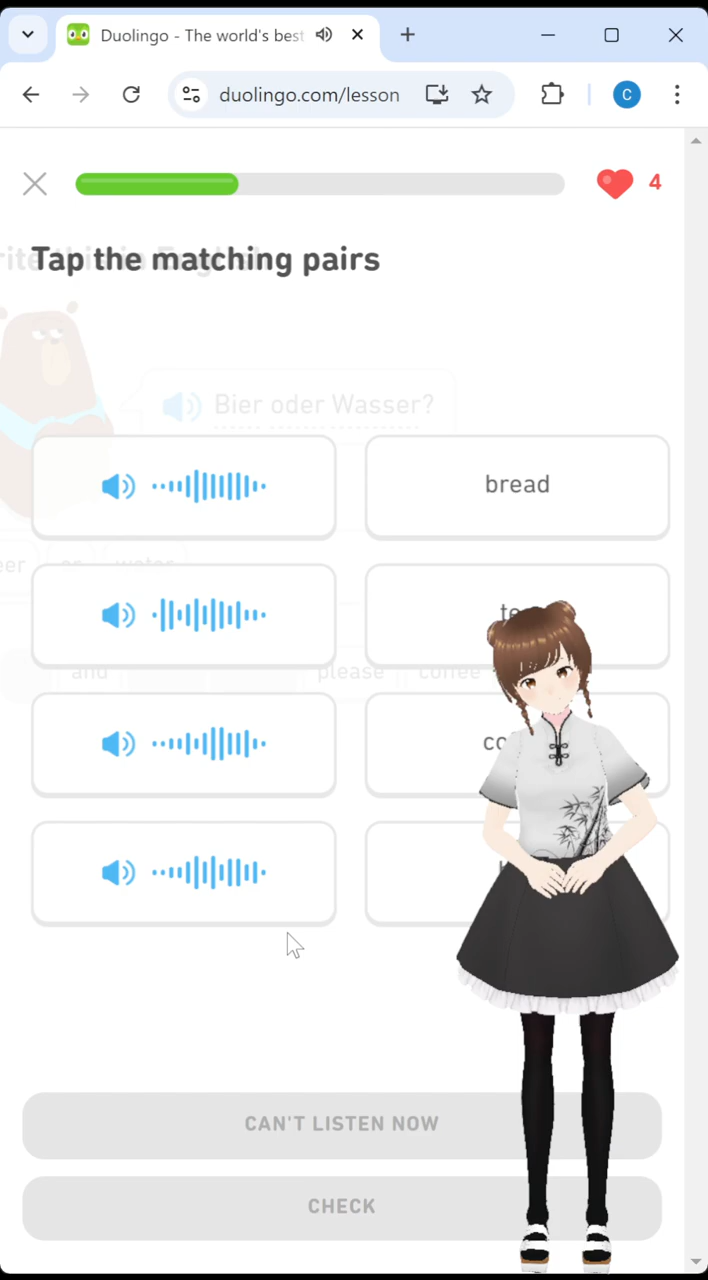 Duolingo - The world's best
duolingo.com/lesson
C
4
Tap the matching pairs
Bier oder Wasser?
bread
and
please
coffee
CAN'T LISTEN NOW
CHECK